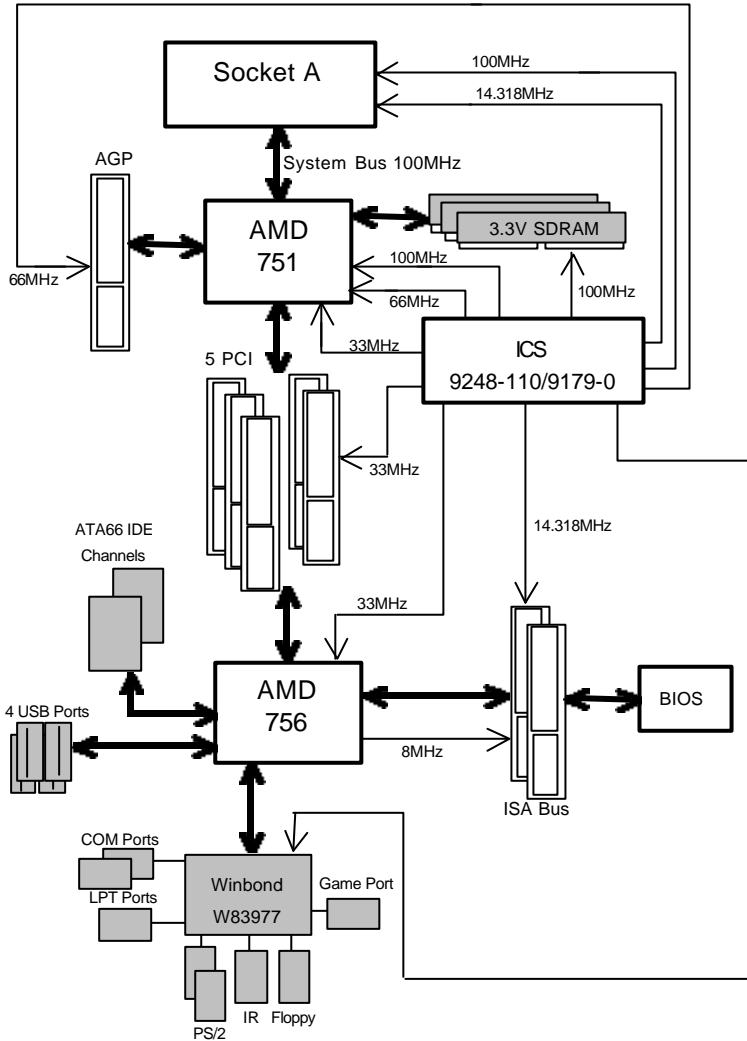 100MHz
Socket A
14.318MHz
AGP
System Bus 100MHz
AMD
751
3.3V SDRAM
100MHz
66MHz
66MHz
100MHz
33MHz
ICS
9248-110/9179-0
5 PCI
33MHz
ATA66 IDE
Channels
14.318MHz
33MHz
AMD
756
4 USB Ports
BIOS
8MHz
ISA Bus
COM Ports
Winbond
W83977
Game Port
LPT Ports
IR
Floppy
PS/2